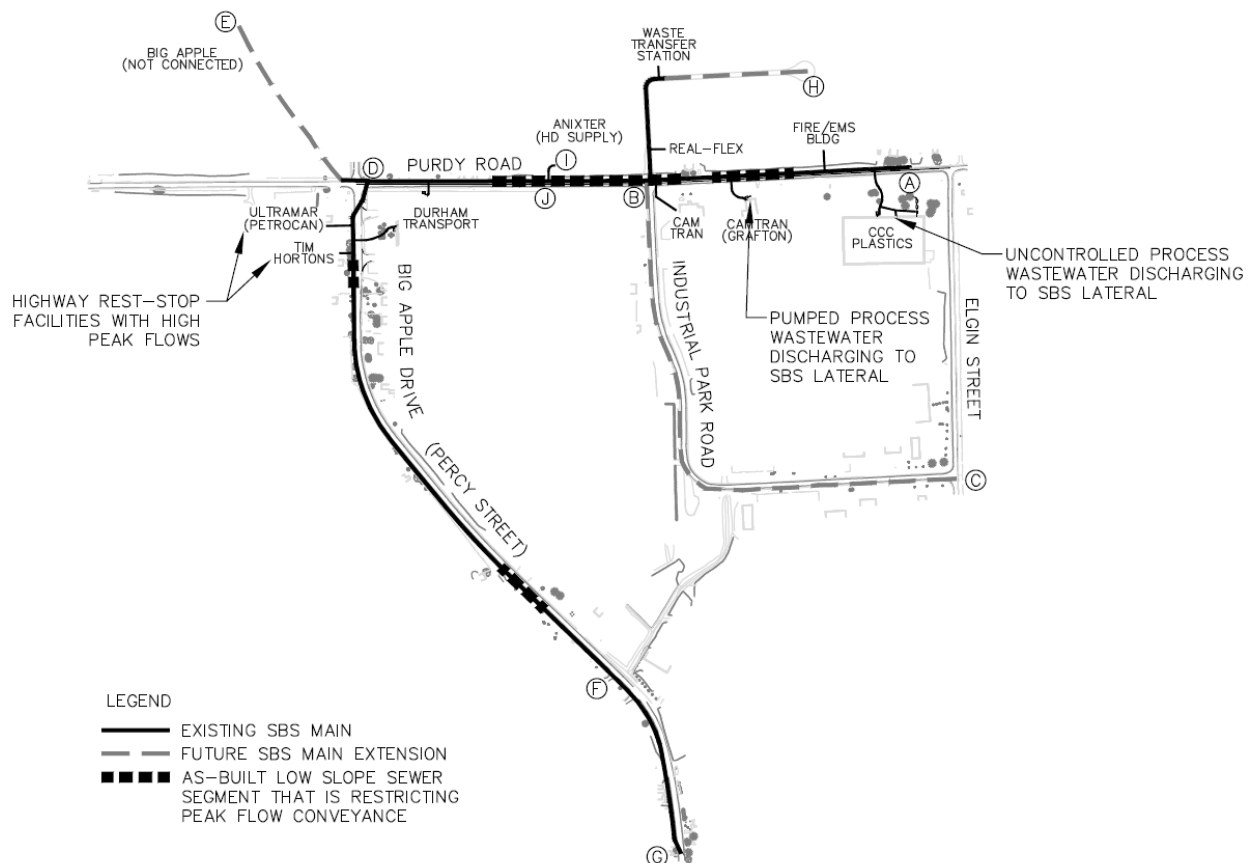 E
BIG APPLE
(NOT CONNECTED)
WASTE
TRANSFER
STATION
H
ANIXTER
(HD SUPPLY)
FIRE/EMS
BLDG
REAL-FLEX
D
PURDY ROAD
I
J
B
A
ULTRAMAR
(PETROCAN)
DURHAM
TRANSPORT
CAM
TRAN
CAMTRAN
(GRAFTON)
CCC
PLASTICS
TIM
HORTONS
UNCONTROLLED PROCESS
WASTEWATER DISCHARGING
TO SBS LATERAL
HIGHWAY REST-STOP
FACILITIES WITH HIGH
PEAK FLOWS
BIG APPLE DRIVE
(PERCY STREET)
INDUSTRIAL PARK ROAD
PUMPED PROCESS
WASTEWATER
DISCHARGING TO
SBS LATERAL
ELGIN STREET
C
F
G
LEGEND
EXISTING SBS MAIN
FUTURE SBS MAIN EXTENSION
AS-BUILT LOW SLOPE SEWER
SEGMENT THAT IS RESTRICTING
PEAK FLOW CONVEYANCE